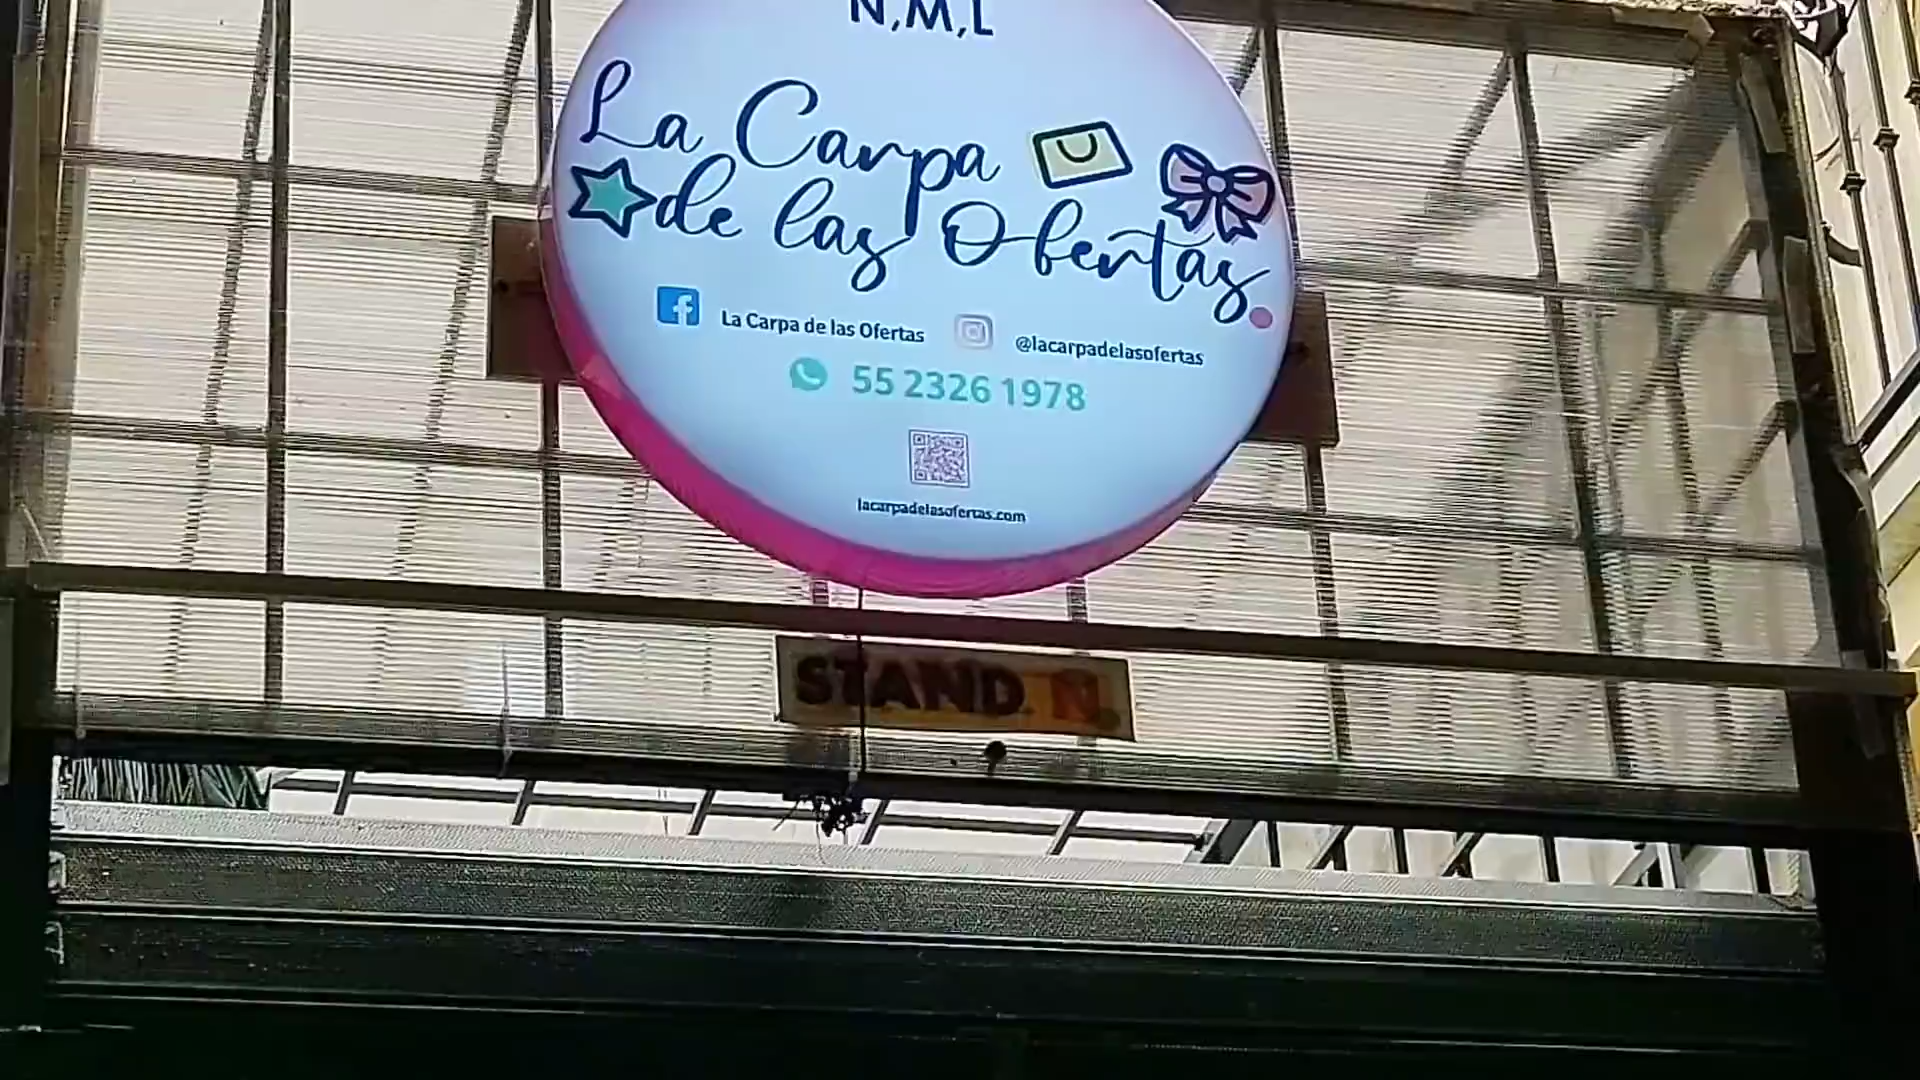 N,M,L
La Carpa
de las Ofertas.
La Carpa de las Ofertas @lacarpadelasofertas
55 2326 1978
lacarpadelasofertas.com
STAND N.